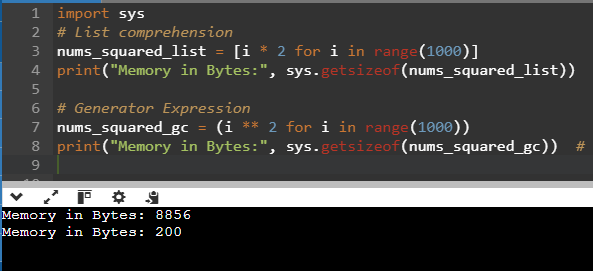 1 import sys
2 # List comprehension
3 nums_squared_list = [i * 2 for i in range(1000)]
4 print("Memory in Bytes:", sys.getsizeof(nums_squared_list))
5
6 # Generator Expression
7 nums_squared_gc = (i ** 2 for i in range(1000))
8 print("Memory in Bytes:", sys.getsizeof(nums_squared_gc))  #
9
Memory in Bytes: 8856
Memory in Bytes: 200